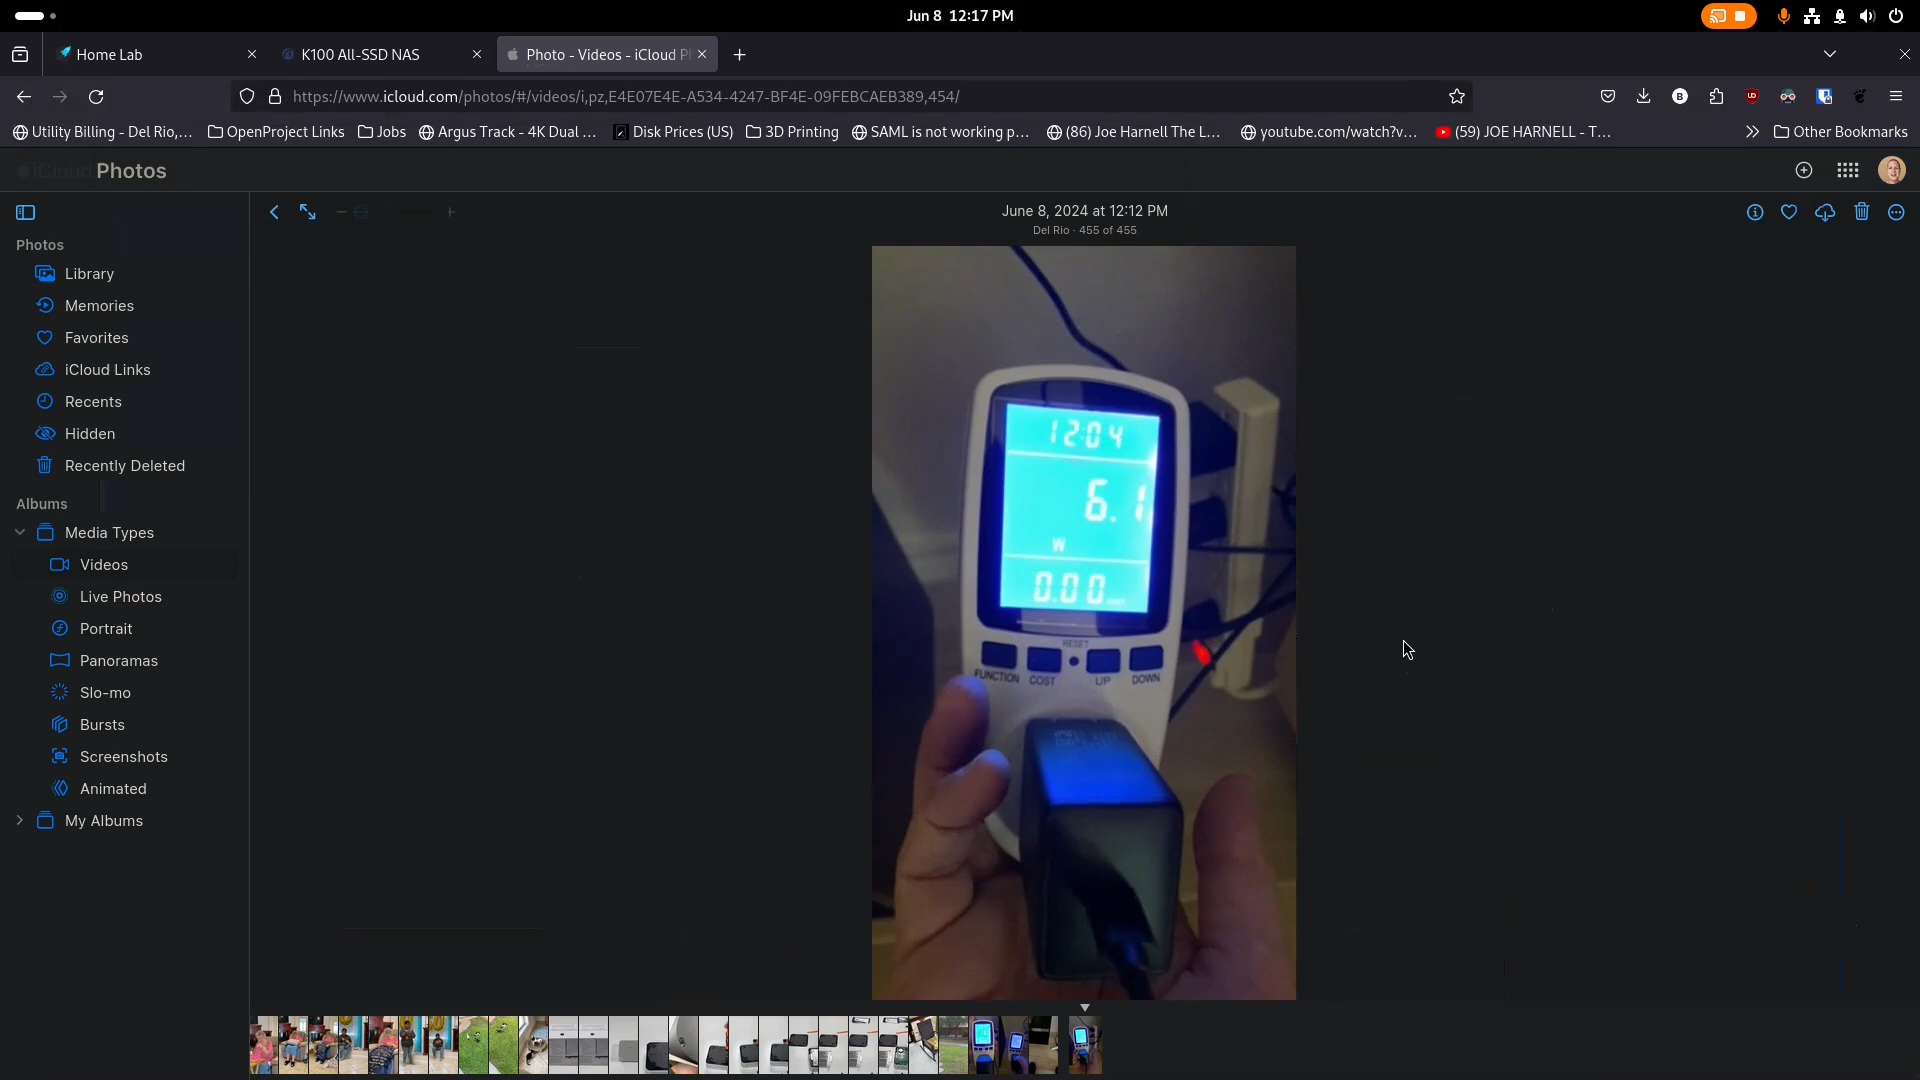 Jun 8 12:17 PM
Home Lab
K100 All-SSD NAS
Photo - Videos - iCloud P
https://www.icloud.com/photos/#/videos/i,pz,E4E07E4E-A534-4247-BF4E-09FEBCAEB389,454/
Utility Billing - Del Rio,... OpenProject Links Jobs Argus Track - 4K Dual ... Disk Prices (US) 3D Printing SAML is not working p... (86) Joe Harnell The L... youtube.com/watch?v... (59) JOE HARNELL - T... Other Bookmarks
iCloud Photos
June 8, 2024 at 12:12 PM
Del Rio · 455 of 455
Photos
Library
Memories
Favorites
iCloud Links
Recents
Hidden
Recently Deleted
Albums
Media Types
Videos
Live Photos
Portrait
Panoramas
Slo-mo
Bursts
Screenshots
Animated
My Albums
12:04
6.1
W
0.00
RESET
FUNCTION COST UP DOWN